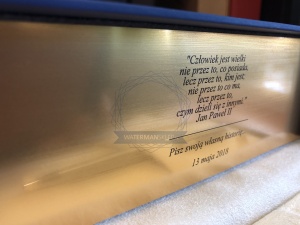 "Człowiek jest wielki
nie przez to, co posiada,
lecz przez to, kim jest;
nie przez to co ma,
lecz przez to,
czym dzieli się z innymi."
Jan Paweł II
WATERMAN
Pisz swoją własną historię
13 maja 2018